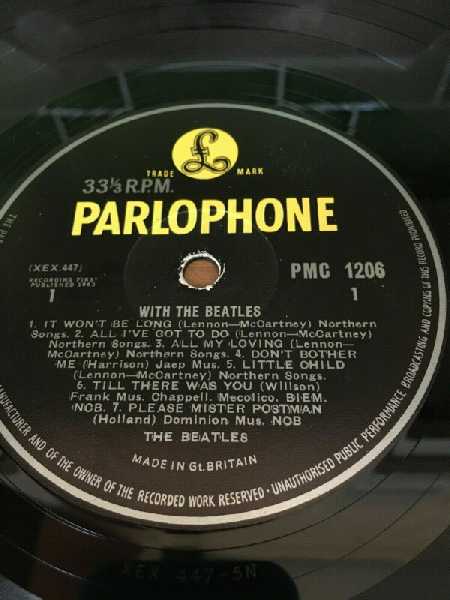 £
TRADE MARK
33⅓ R.P.M.
PARLOPHONE
(XEX.447)
PMC 1206
RECORDING FIRST
PUBLISHED 1963
1
1
WITH THE BEATLES
1. IT WON'T BE LONG (Lennon—McCartney) Northern
Songs. 2. ALL I'VE GOT TO DO (Lennon—McCartney)
Northern Songs. 3. ALL MY LOVING (Lennon—
McCartney) Northern Songs. 4. DON'T BOTHER
ME (Harrison) Jaep Mus. 5. LITTLE CHILD
(Lennon—McCartney) Northern Songs.
6. TILL THERE WAS YOU (Willson)
Frank Mus. Chappell. Mecolico. BIEM.
NCB. 7. PLEASE MISTER POSTMAN
(Holland) Dominion Mus. NCB
THE BEATLES
MADE IN GT. BRITAIN
MANUFACTURER AND OF THE OWNER OF THE RECORDED WORK RESERVED · UNAUTHORISED PUBLIC PERFORMANCE BROADCASTING AND COPYING OF THIS RECORD PROHIBITED
THE
XEX 447-5N